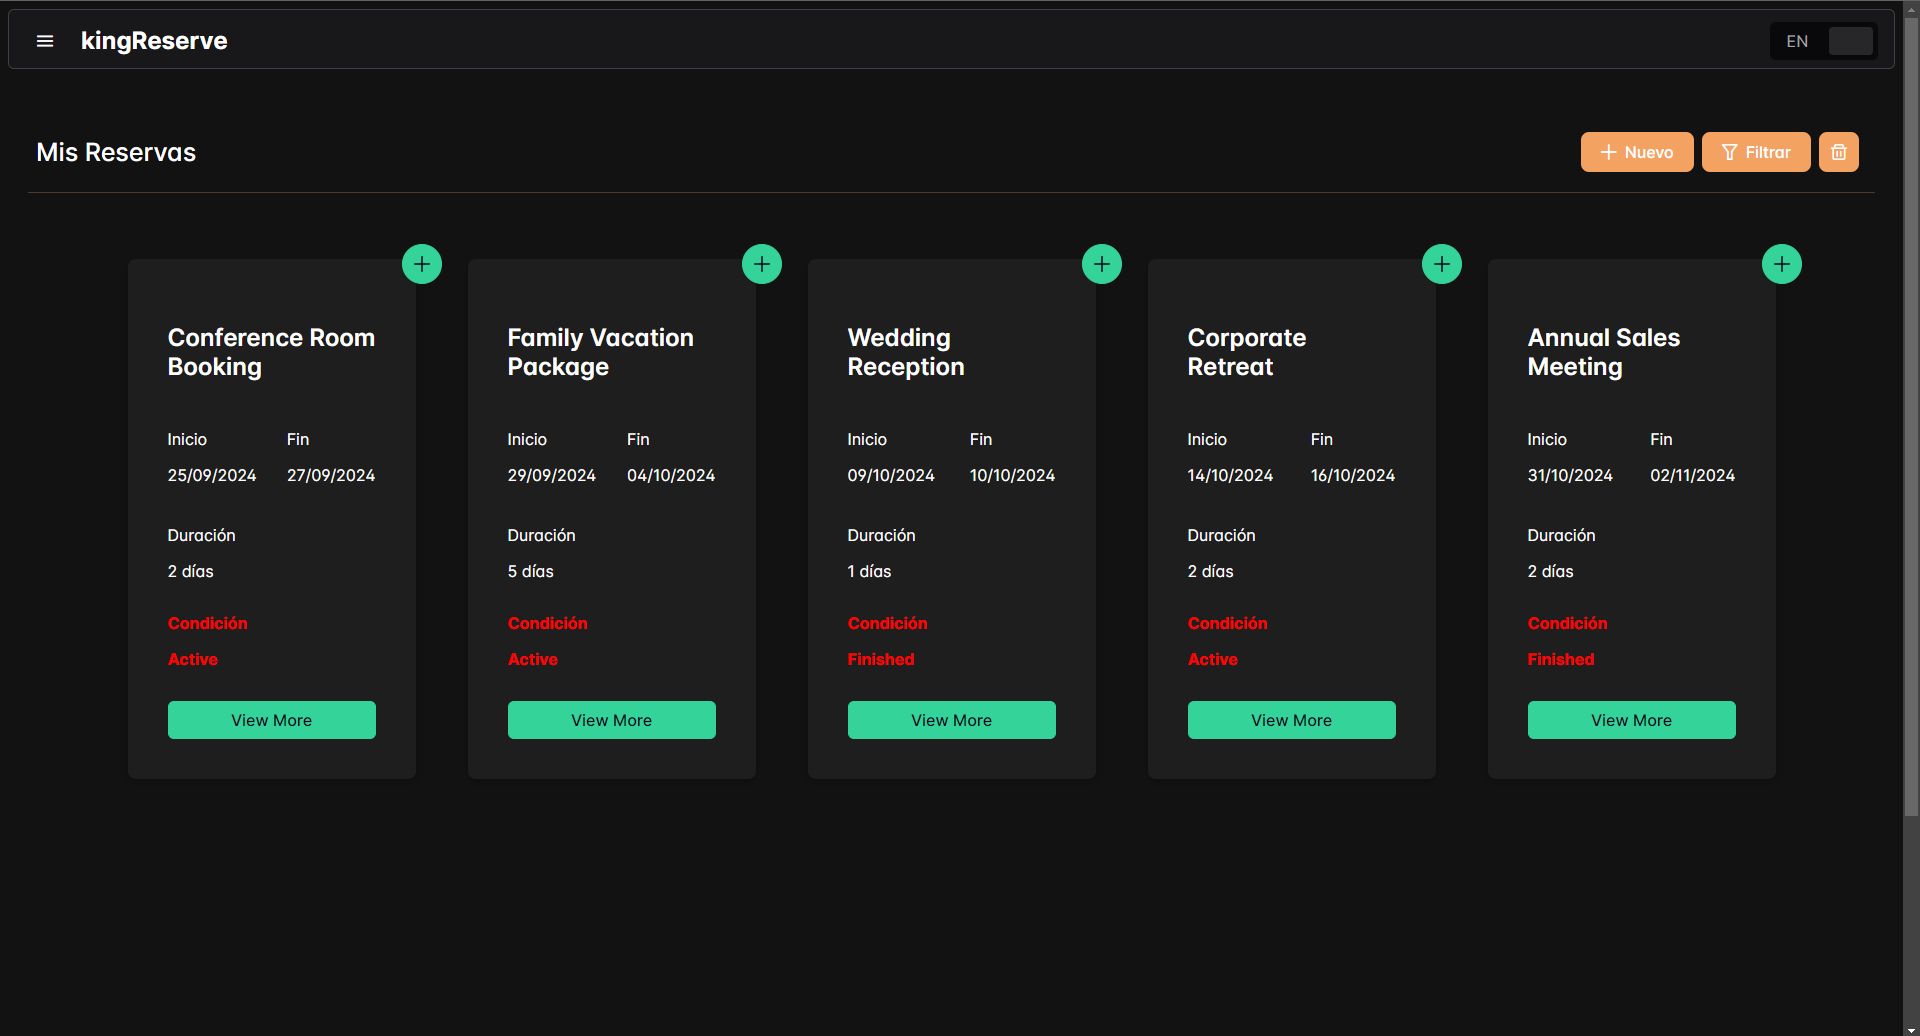 kingReserve
EN
Mis Reservas
Nuevo
Filtrar
Conference Room
Booking
Inicio Fin
25/09/2024 27/09/2024
Duración
2 días
Condición
Active
View More
Family Vacation
Package
Inicio Fin
29/09/2024 04/10/2024
Duración
5 días
Condición
Active
View More
Wedding
Reception
Inicio Fin
09/10/2024 10/10/2024
Duración
1 días
Condición
Finished
View More
Corporate
Retreat
Inicio Fin
14/10/2024 16/10/2024
Duración
2 días
Condición
Active
View More
Annual Sales
Meeting
Inicio Fin
31/10/2024 02/11/2024
Duración
2 días
Condición
Finished
View More